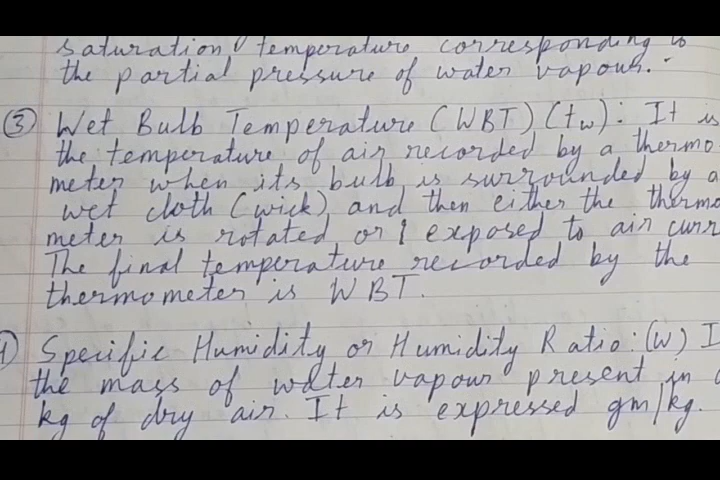 saturation temperature corresponding to
the partial pressure of water vapour.
③ Wet Bulb Temperature (WBT) (tw): It is
the temperature of air recorded by a thermo-
meter when its bulb is surrounded by a
wet cloth (wick) and then either the thermo
meter is rotated or exposed to air curr
The final temperature recorded by the
thermometer is WBT.
Specific Humidity or Humidity Ratio: (W) I
the mass of water vapour present in
kg of dry air. It is expressed gm/kg.